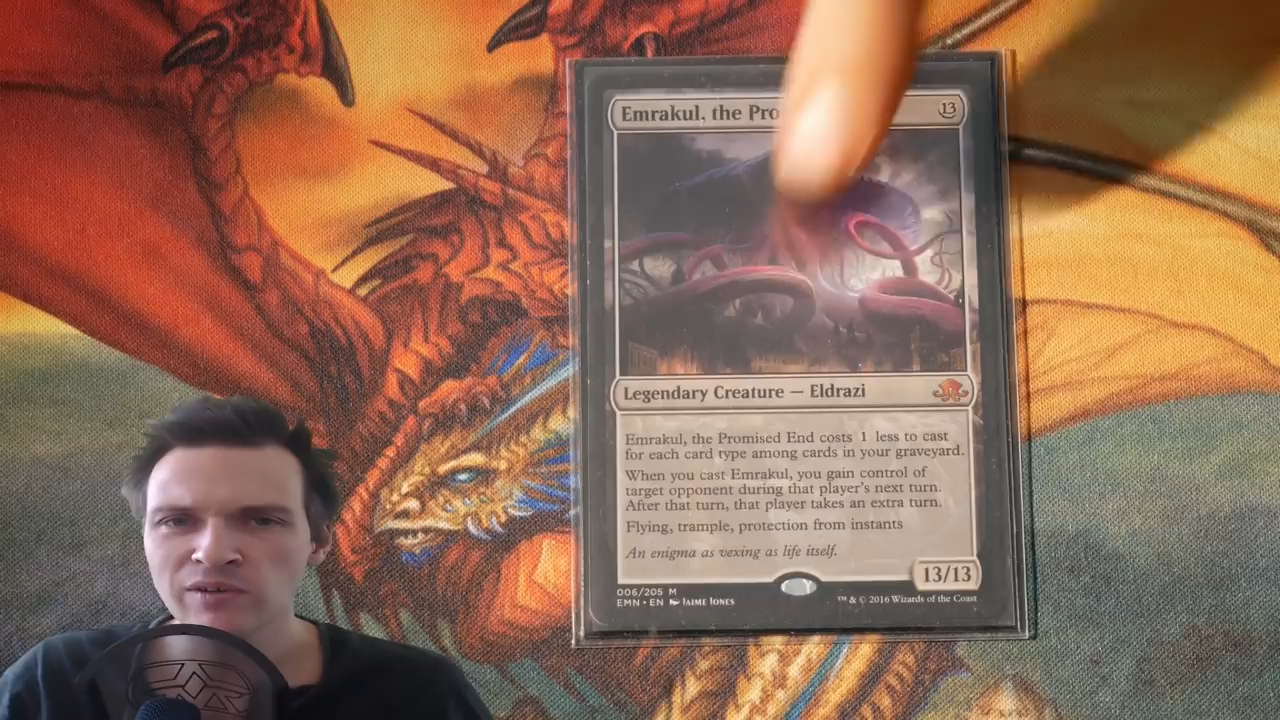 Emrakul, the Pro
13
Legendary Creature — Eldrazi
Emrakul, the Promised End costs 1 less to cast
for each card type among cards in your graveyard.
When you cast Emrakul, you gain control of
target opponent during that player's next turn.
After that turn, that player takes an extra turn.
Flying, trample, protection from instants
An enigma as vexing as life itself.
13/13
006/205 M
EMN • EN Jaime Jones
™ & © 2016 Wizards of the Coast